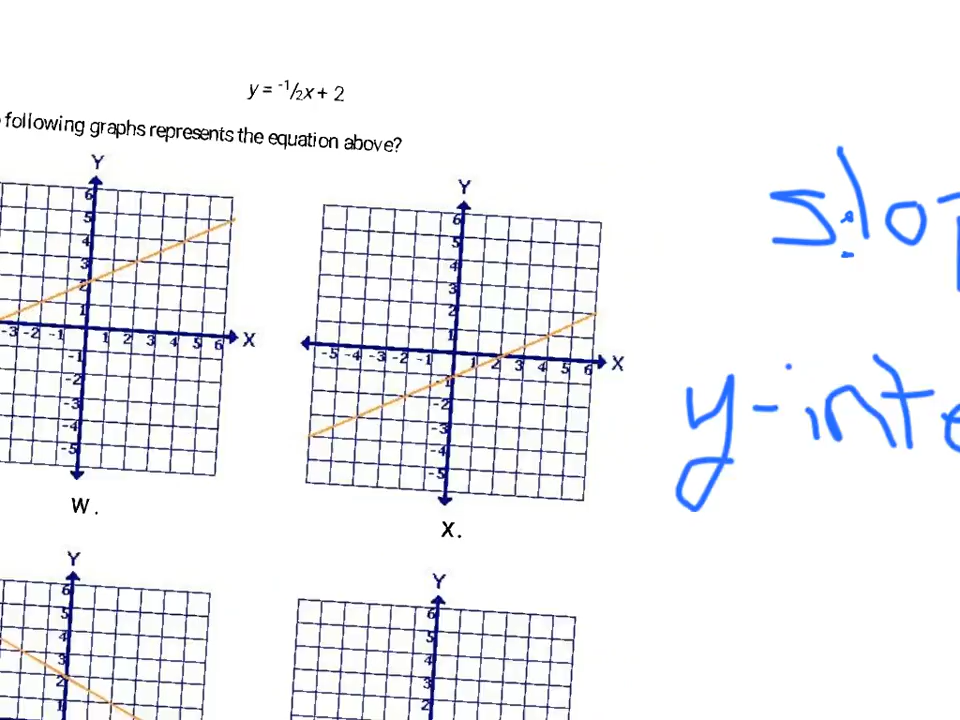 y = -1/2x + 2
following graphs represents the equation above?
Y
Y
6
5
4
3
2
1
-3 -2 -1 1 2 3 4 5 6 X
-1
-2
-3
-4
-5
6
5
4
3
2
1
-5 -4 -3 -2 -1 1 2 3 4 5 6 X
1
-2
-3
-4
-5
W.
X.
Y
Y
6
5
4
3
2
1
6
5
4
3
2
slop
y-inte